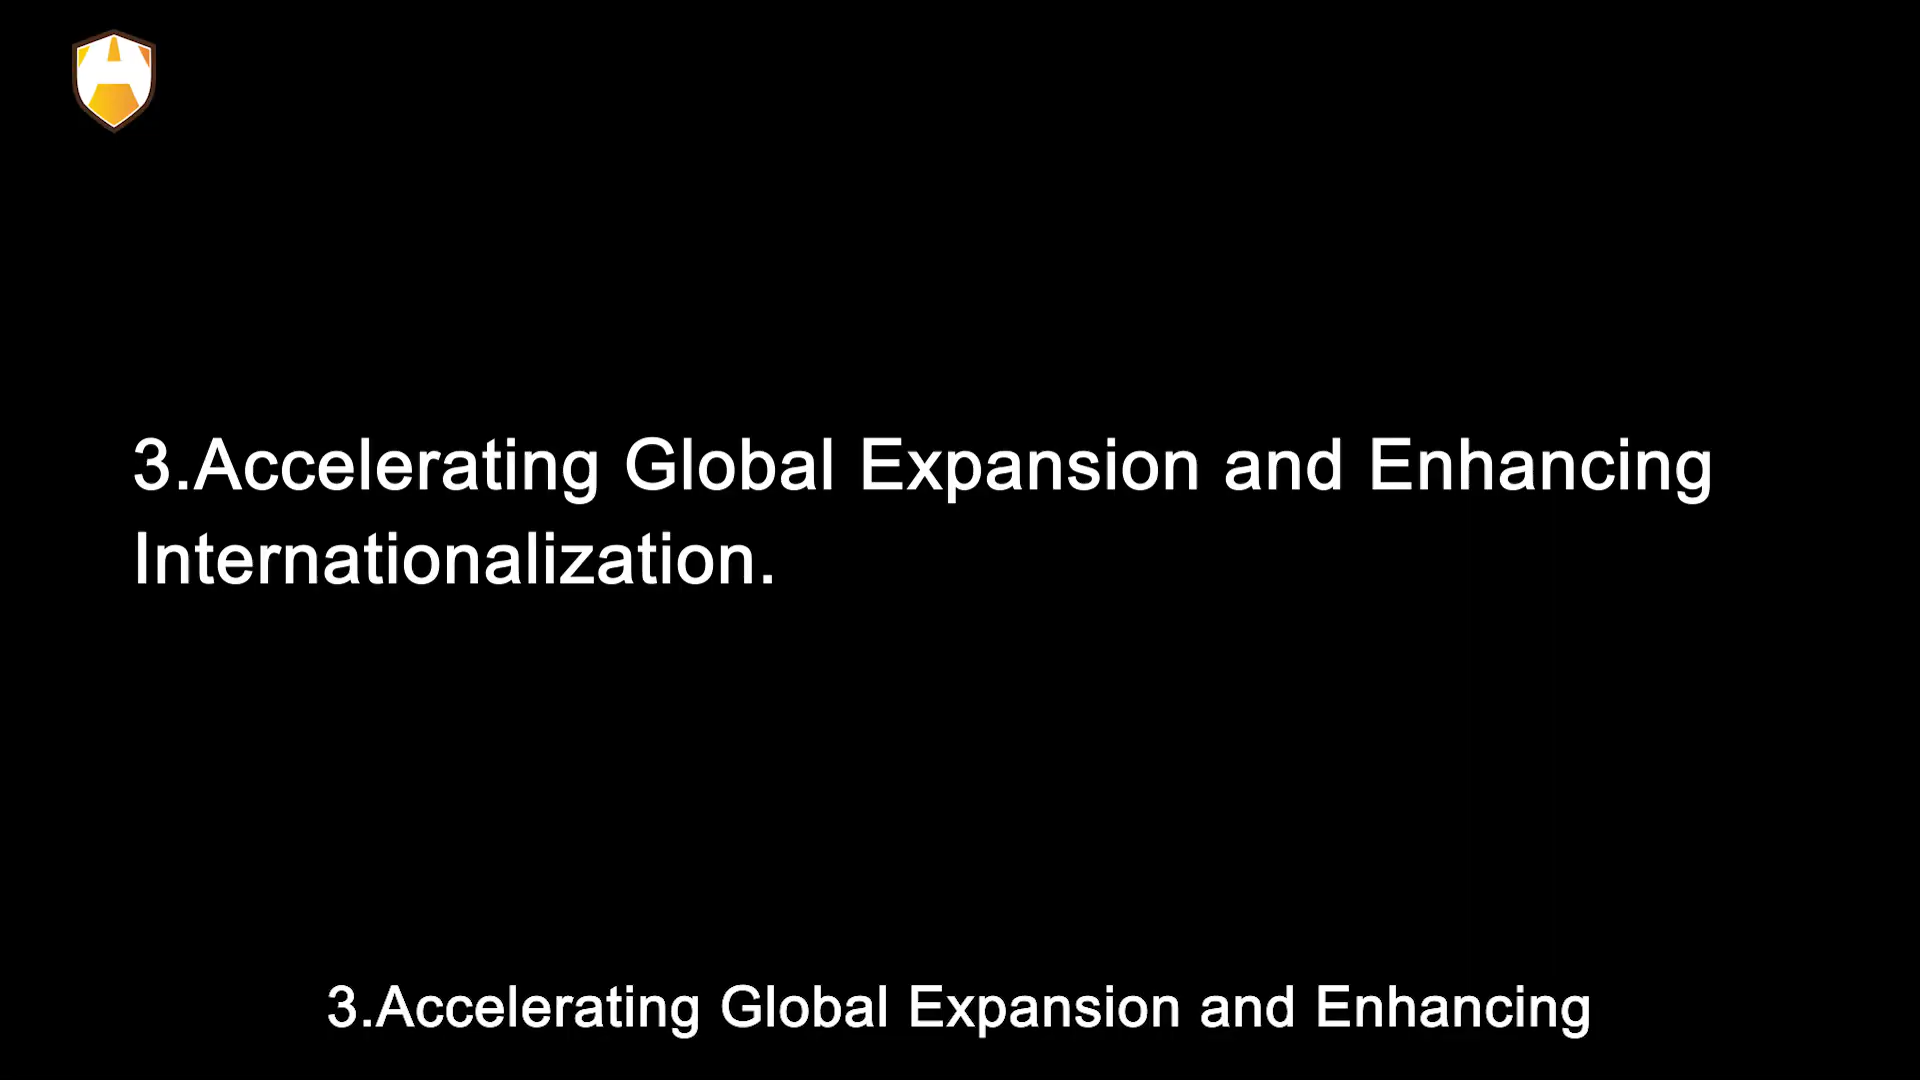 3.Accelerating Global Expansion and Enhancing
Internationalization.
3.Accelerating Global Expansion and Enhancing